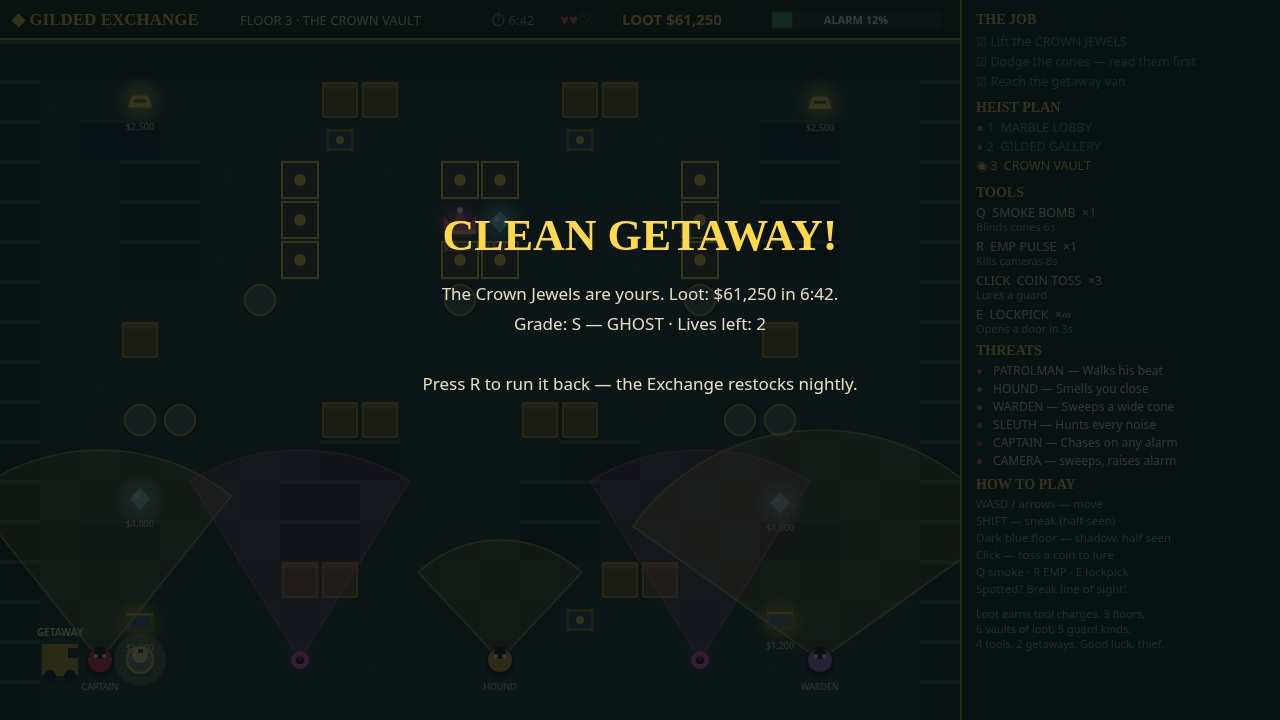 ◆ GILDED EXCHANGE
FLOOR 3 · THE CROWN VAULT
⏱ 6:42
♥♥♡
LOOT $61,250
ALARM 12%
$2,500
$2,500
CLEAN GETAWAY!
The Crown Jewels are yours. Loot: $61,250 in 6:42.
Grade: S — GHOST · Lives left: 2
Press R to run it back — the Exchange restocks nightly.
$4,000
$4,000
GETAWAY
$1,200
CAPTAIN
HOUND
WARDEN
THE JOB
☑ Lift the CROWN JEWELS
☑ Dodge the cones — read them first
☑ Reach the getaway van
HEIST PLAN
● 1 MARBLE LOBBY
● 2 GILDED GALLERY
◉ 3 CROWN VAULT
TOOLS
Q SMOKE BOMB ×1
Blinds cones 6s
R EMP PULSE ×1
Kills cameras 8s
CLICK COIN TOSS ×3
Lures a guard
E LOCKPICK ×∞
Opens a door in 3s
THREATS
● PATROLMAN — Walks his beat
● HOUND — Smells you close
● WARDEN — Sweeps a wide cone
● SLEUTH — Hunts every noise
● CAPTAIN — Chases on any alarm
● CAMERA — sweeps, raises alarm
HOW TO PLAY
WASD / arrows — move
SHIFT — sneak (half seen)
Dark blue floor — shadow, half seen
Click — toss a coin to lure
Q smoke · R EMP · E lockpick
Spotted? Break line of sight!
Loot earns tool charges. 3 floors,
6 vaults of loot, 5 guard kinds,
4 tools, 2 getaways. Good luck, thief.